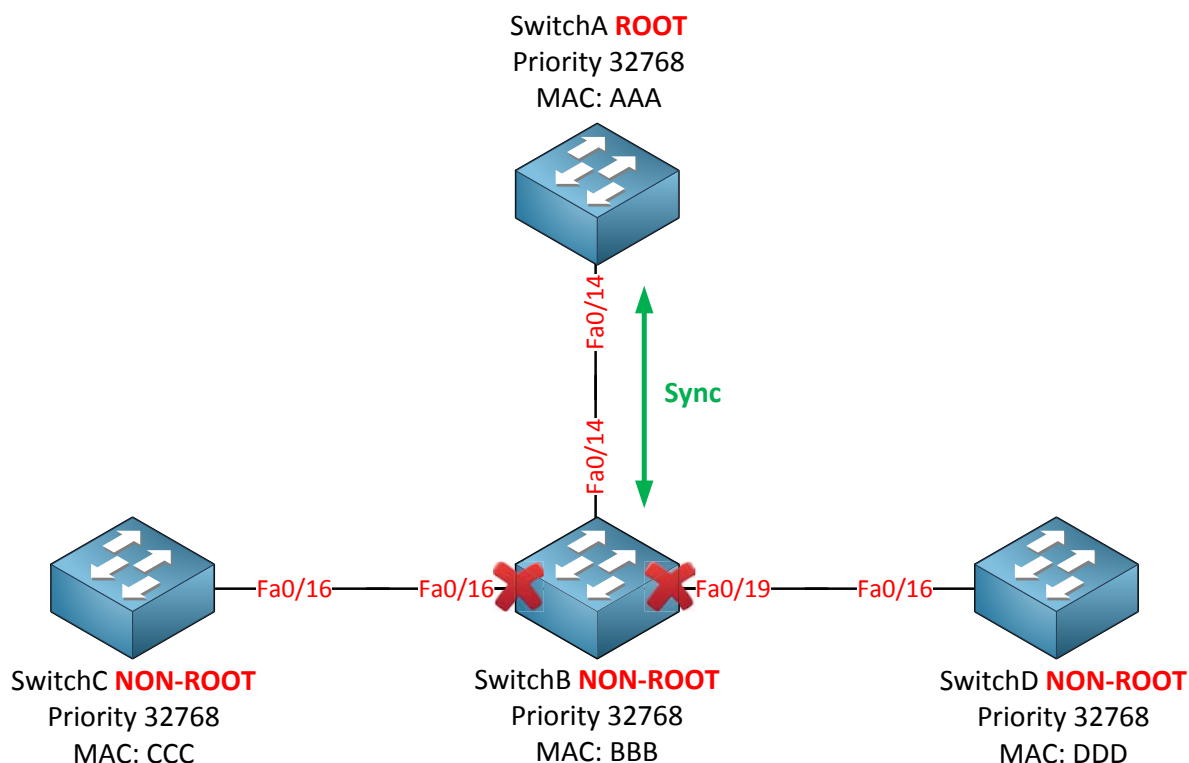 SwitchA ROOT
Priority 32768
MAC: AAA
Fa0/14
Sync
Fa0/14
Fa0/16
Fa0/16
Fa0/19
Fa0/16
SwitchC NON-ROOT
Priority 32768
MAC: CCC
SwitchB NON-ROOT
Priority 32768
MAC: BBB
SwitchD NON-ROOT
Priority 32768
MAC: DDD